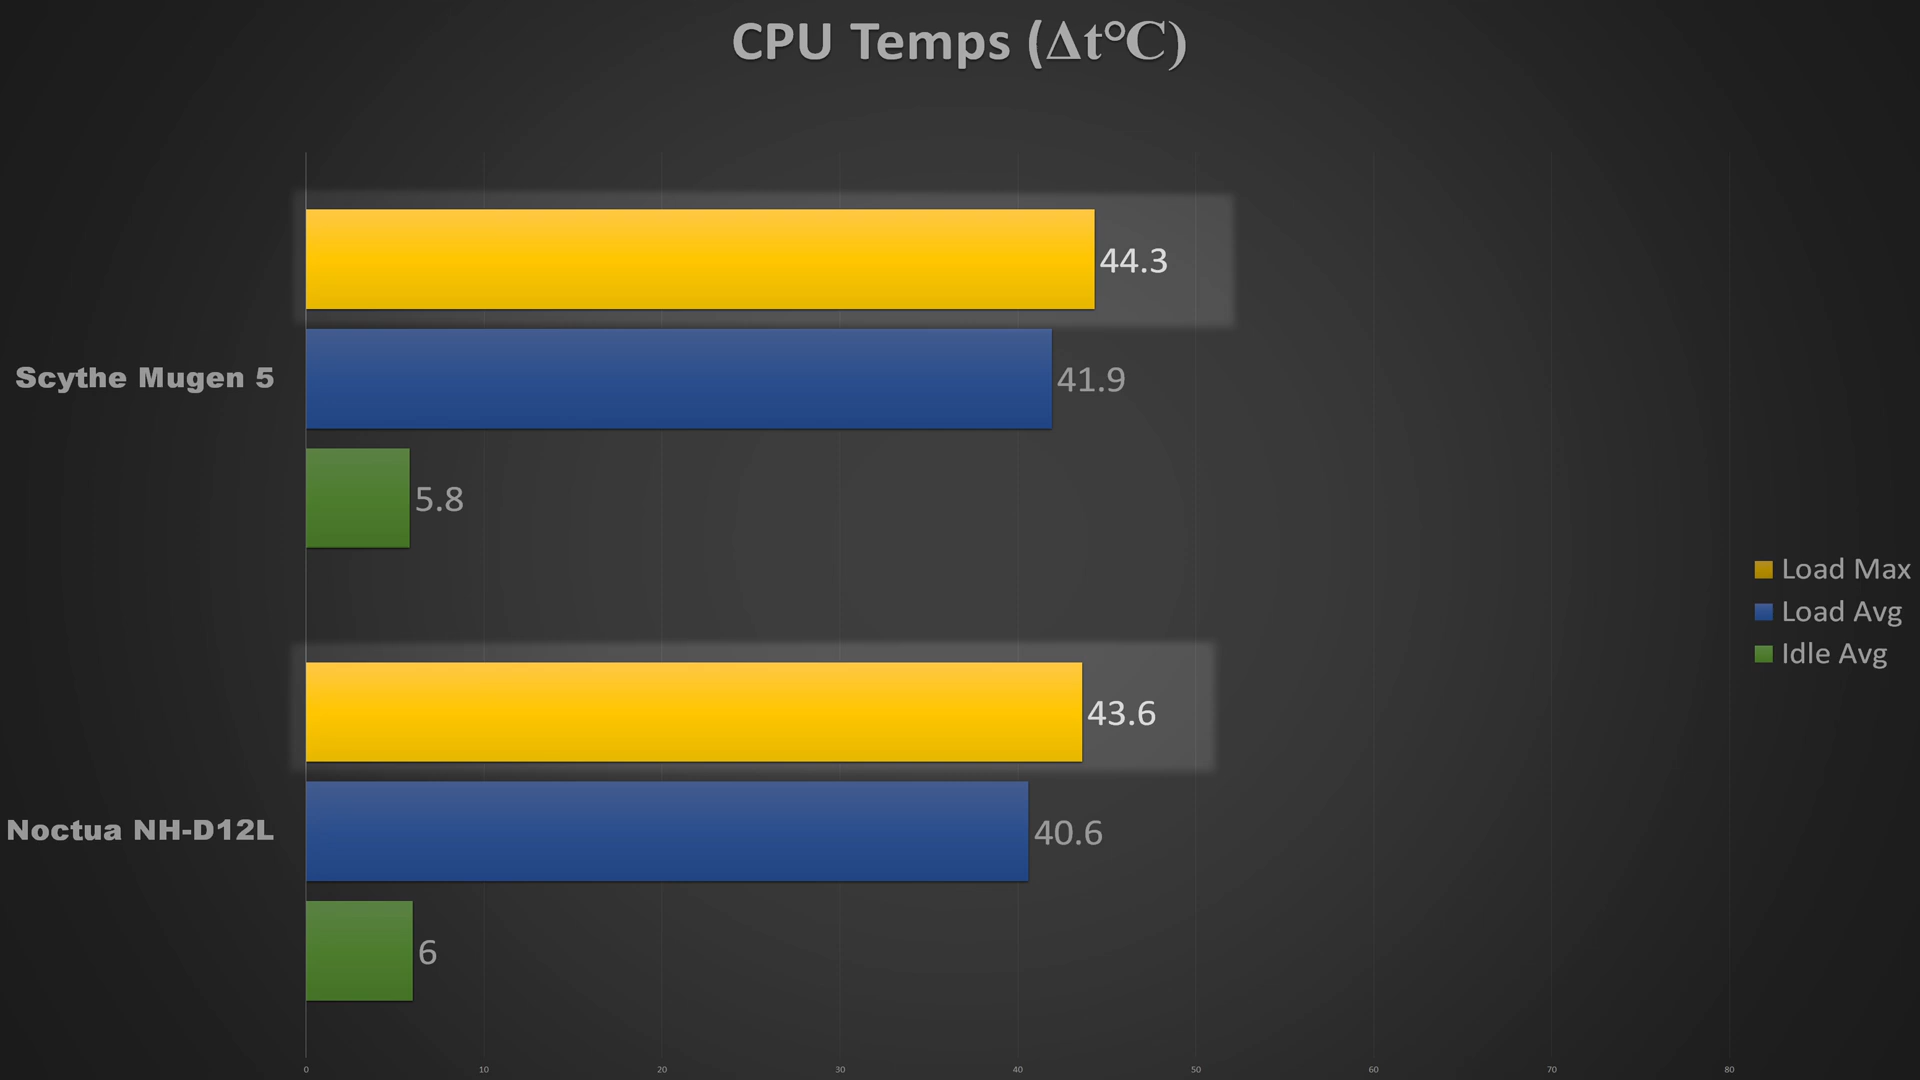 CPU Temps (Δt°C)
44.3
Scythe Mugen 5
41.9
5.8
Load Max
Load Avg
Idle Avg
43.6
Noctua NH-D12L
40.6
6
0 10 20 30 40 50 60 70 80